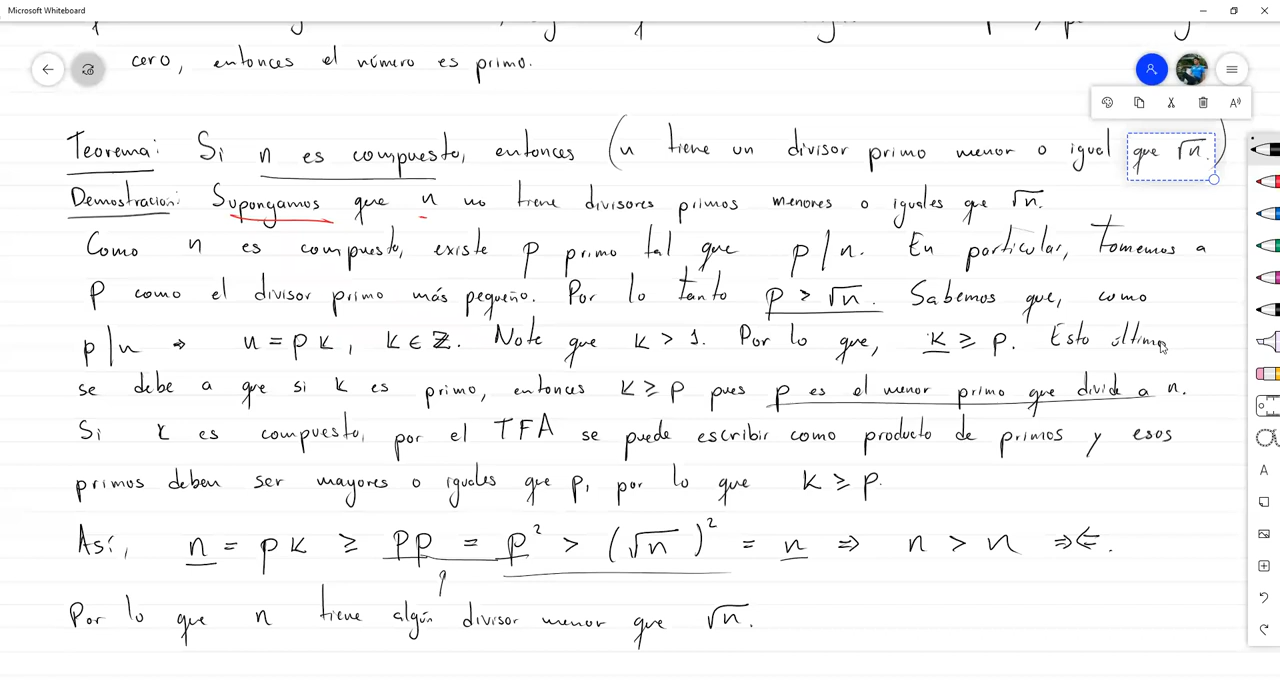 Microsoft Whiteboard
cero, entonces el número es primo.
Teorema: Si n es compuesto, entonces (n tiene un divisor primo menor o igual que √n.)
Demostración: Supongamos que n no tiene divisores primos menores o iguales que √n.
Como n es compuesto, existe p primo tal que p | n. En particular, tomemos a
p como el divisor primo más pequeño. Por lo tanto p > √n. Sabemos que, como
p | n ⇒ n = p k, k ∈ ℤ. Note que k > 1. Por lo que, k ≥ p. Esto último
se debe a que si k es primo, entonces k ≥ p pues p es el menor primo que divide a n.
Si k es compuesto, por el TFA se puede escribir como producto de primos y esos
primos deben ser mayores o iguales que p, por lo que k ≥ p.
Así, n = p k ≥ p p = p² > (√n)² = n ⇒ n > n ⇒⇐.
Por lo que n tiene algún divisor menor que √n.